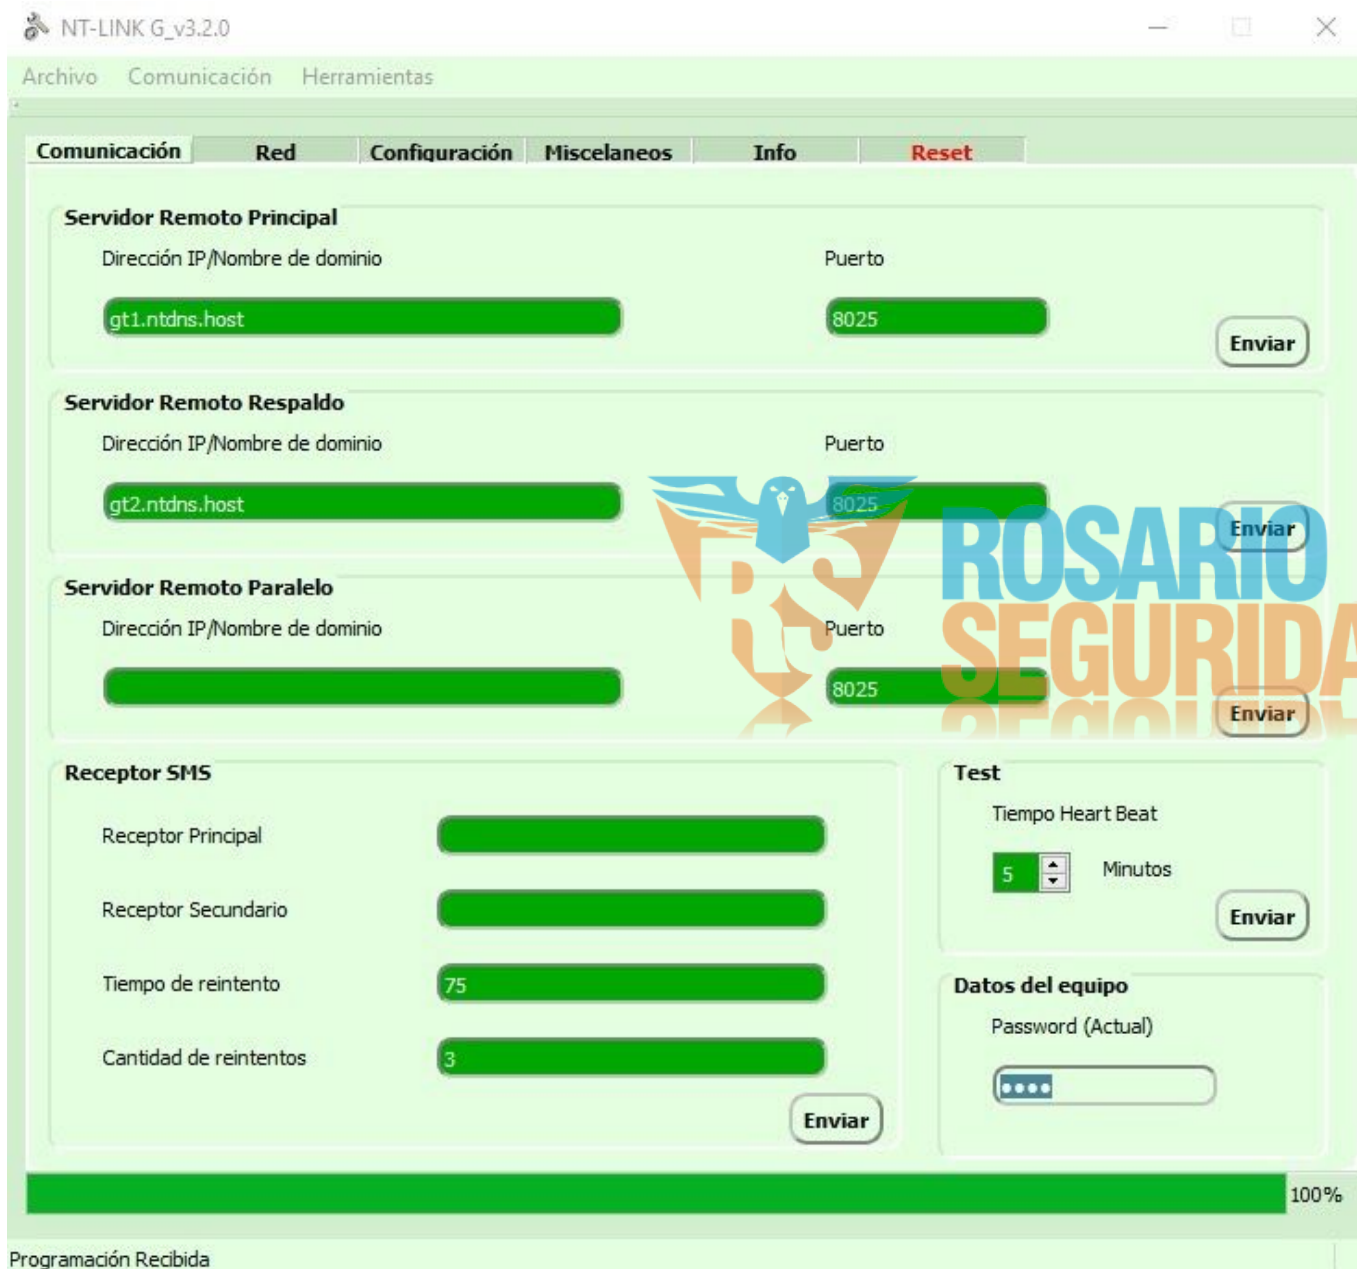 NT-LINK G_v3.2.0
Archivo Comunicación Herramientas
Comunicación Red Configuración Miscelaneos Info Reset
Servidor Remoto Principal
Dirección IP/Nombre de dominio Puerto
gt1.ntdns.host 8025
Enviar
Servidor Remoto Respaldo
Dirección IP/Nombre de dominio Puerto
gt2.ntdns.host 8025
Enviar
Servidor Remoto Paralelo
Dirección IP/Nombre de dominio Puerto
8025
Enviar
RS ROSARIO
SEGURIDA
Receptor SMS
Receptor Principal
Receptor Secundario
Tiempo de reintento 75
Cantidad de reintentos 3
Enviar
Test
Tiempo Heart Beat
5 Minutos
Enviar
Datos del equipo
Password (Actual)
••••
100%
Programación Recibida